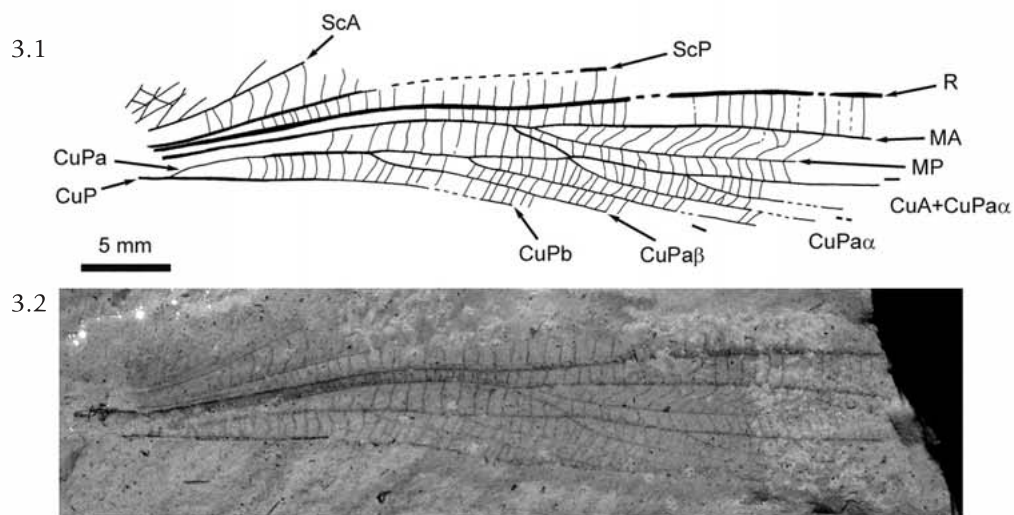 3.1
ScA
ScP
R
MA
MP
CuPa
CuP
CuA+CuPaα
CuPaα
CuPaβ
CuPb
5 mm
3.2